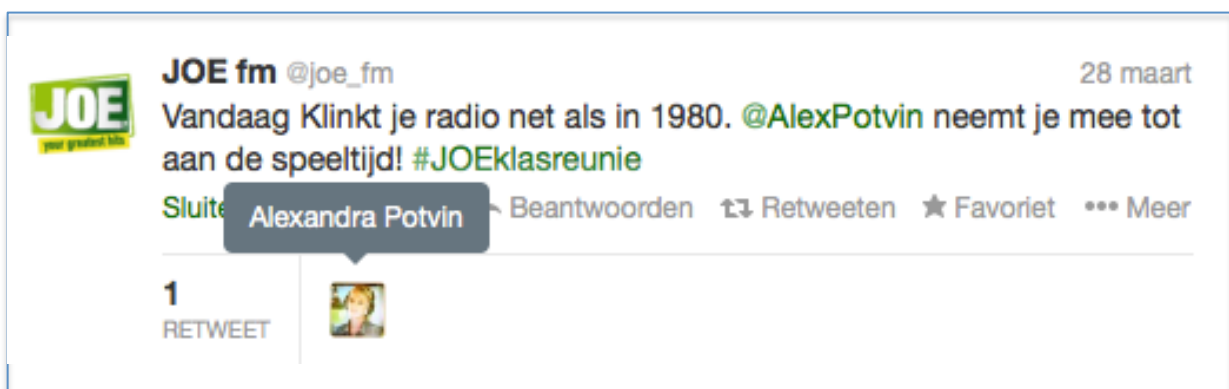 JOE
your greatest hits
JOE fm @joe_fm 28 maart
Vandaag Klinkt je radio net als in 1980. @AlexPotvin neemt je mee tot
aan de speeltijd! #JOEklasreunie
Beantwoorden Retweeten Favoriet ••• Meer
Alexandra Potvin
1
RETWEET